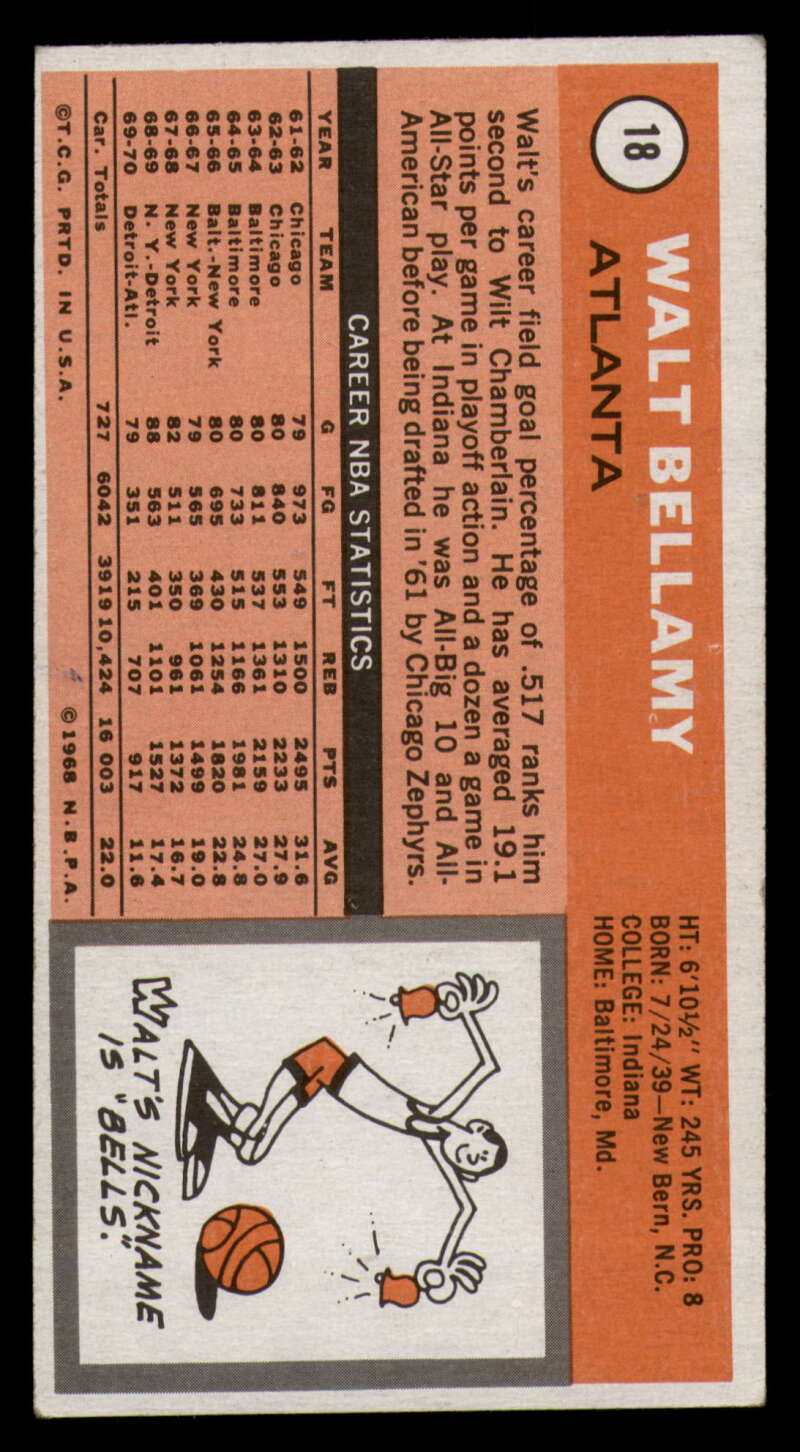 18
WALT BELLAMY
ATLANTA
HT: 6'10½" WT: 245 YRS. PRO: 8
BORN: 7/24/39—New Bern, N.C.
COLLEGE: Indiana
HOME: Baltimore, Md.
Walt's career field goal percentage of .517 ranks him
second to Wilt Chamberlain. He has averaged 19.1
points per game in playoff action and a dozen a game in
All-Star play. At Indiana he was All-Big 10 and All-
American before being drafted in '61 by Chicago Zephyrs.
CAREER NBA STATISTICS
YEAR TEAM G FG FT REB PTS AVG
61-62 Chicago 79 973 549 1500 2495 31.6
62-63 Chicago 80 840 553 1310 2233 27.9
63-64 Baltimore 80 811 537 1361 2159 27.0
64-65 Baltimore 80 733 515 1166 1981 24.8
65-66 Balt.-New York 80 695 430 1254 1820 22.8
66-67 New York 79 565 369 1061 1499 19.0
67-68 New York 82 511 350 961 1372 16.7
68-69 N. Y.-Detroit 88 563 401 1101 1527 17.4
69-70 Detroit-Atl. 79 351 215 707 917 11.6
Car. Totals 727 6042 3919 10,424 16 003 22.0
©T.C.G. PRTD. IN U.S.A. ©1968 N.B.P.A.
WALT'S NICKNAME
IS "BELLS."